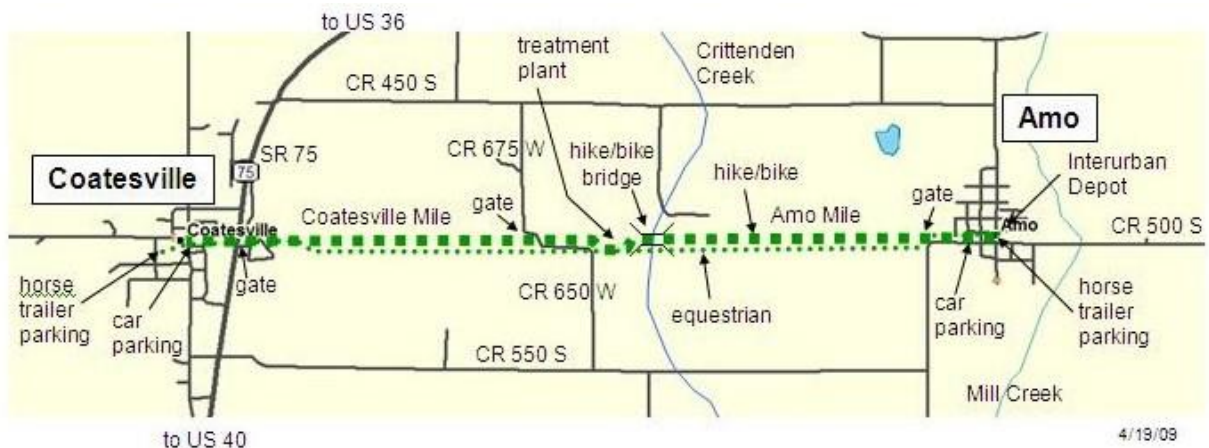 to US 36
treatment
plant
Crittenden
Creek
CR 450 S
Amo
SR 75
75
CR 675 W
hike/bike
bridge
hike/bike
Interurban
Depot
Coatesville
gate
Coatesville Mile
Amo Mile
gate
CR 500 S
Coatesville
Amo
horse
trailer
parking
car
parking
gate
CR 650 W
equestrian
car
parking
horse
trailer
parking
CR 550 S
Mill Creek
to US 40
4/19/09